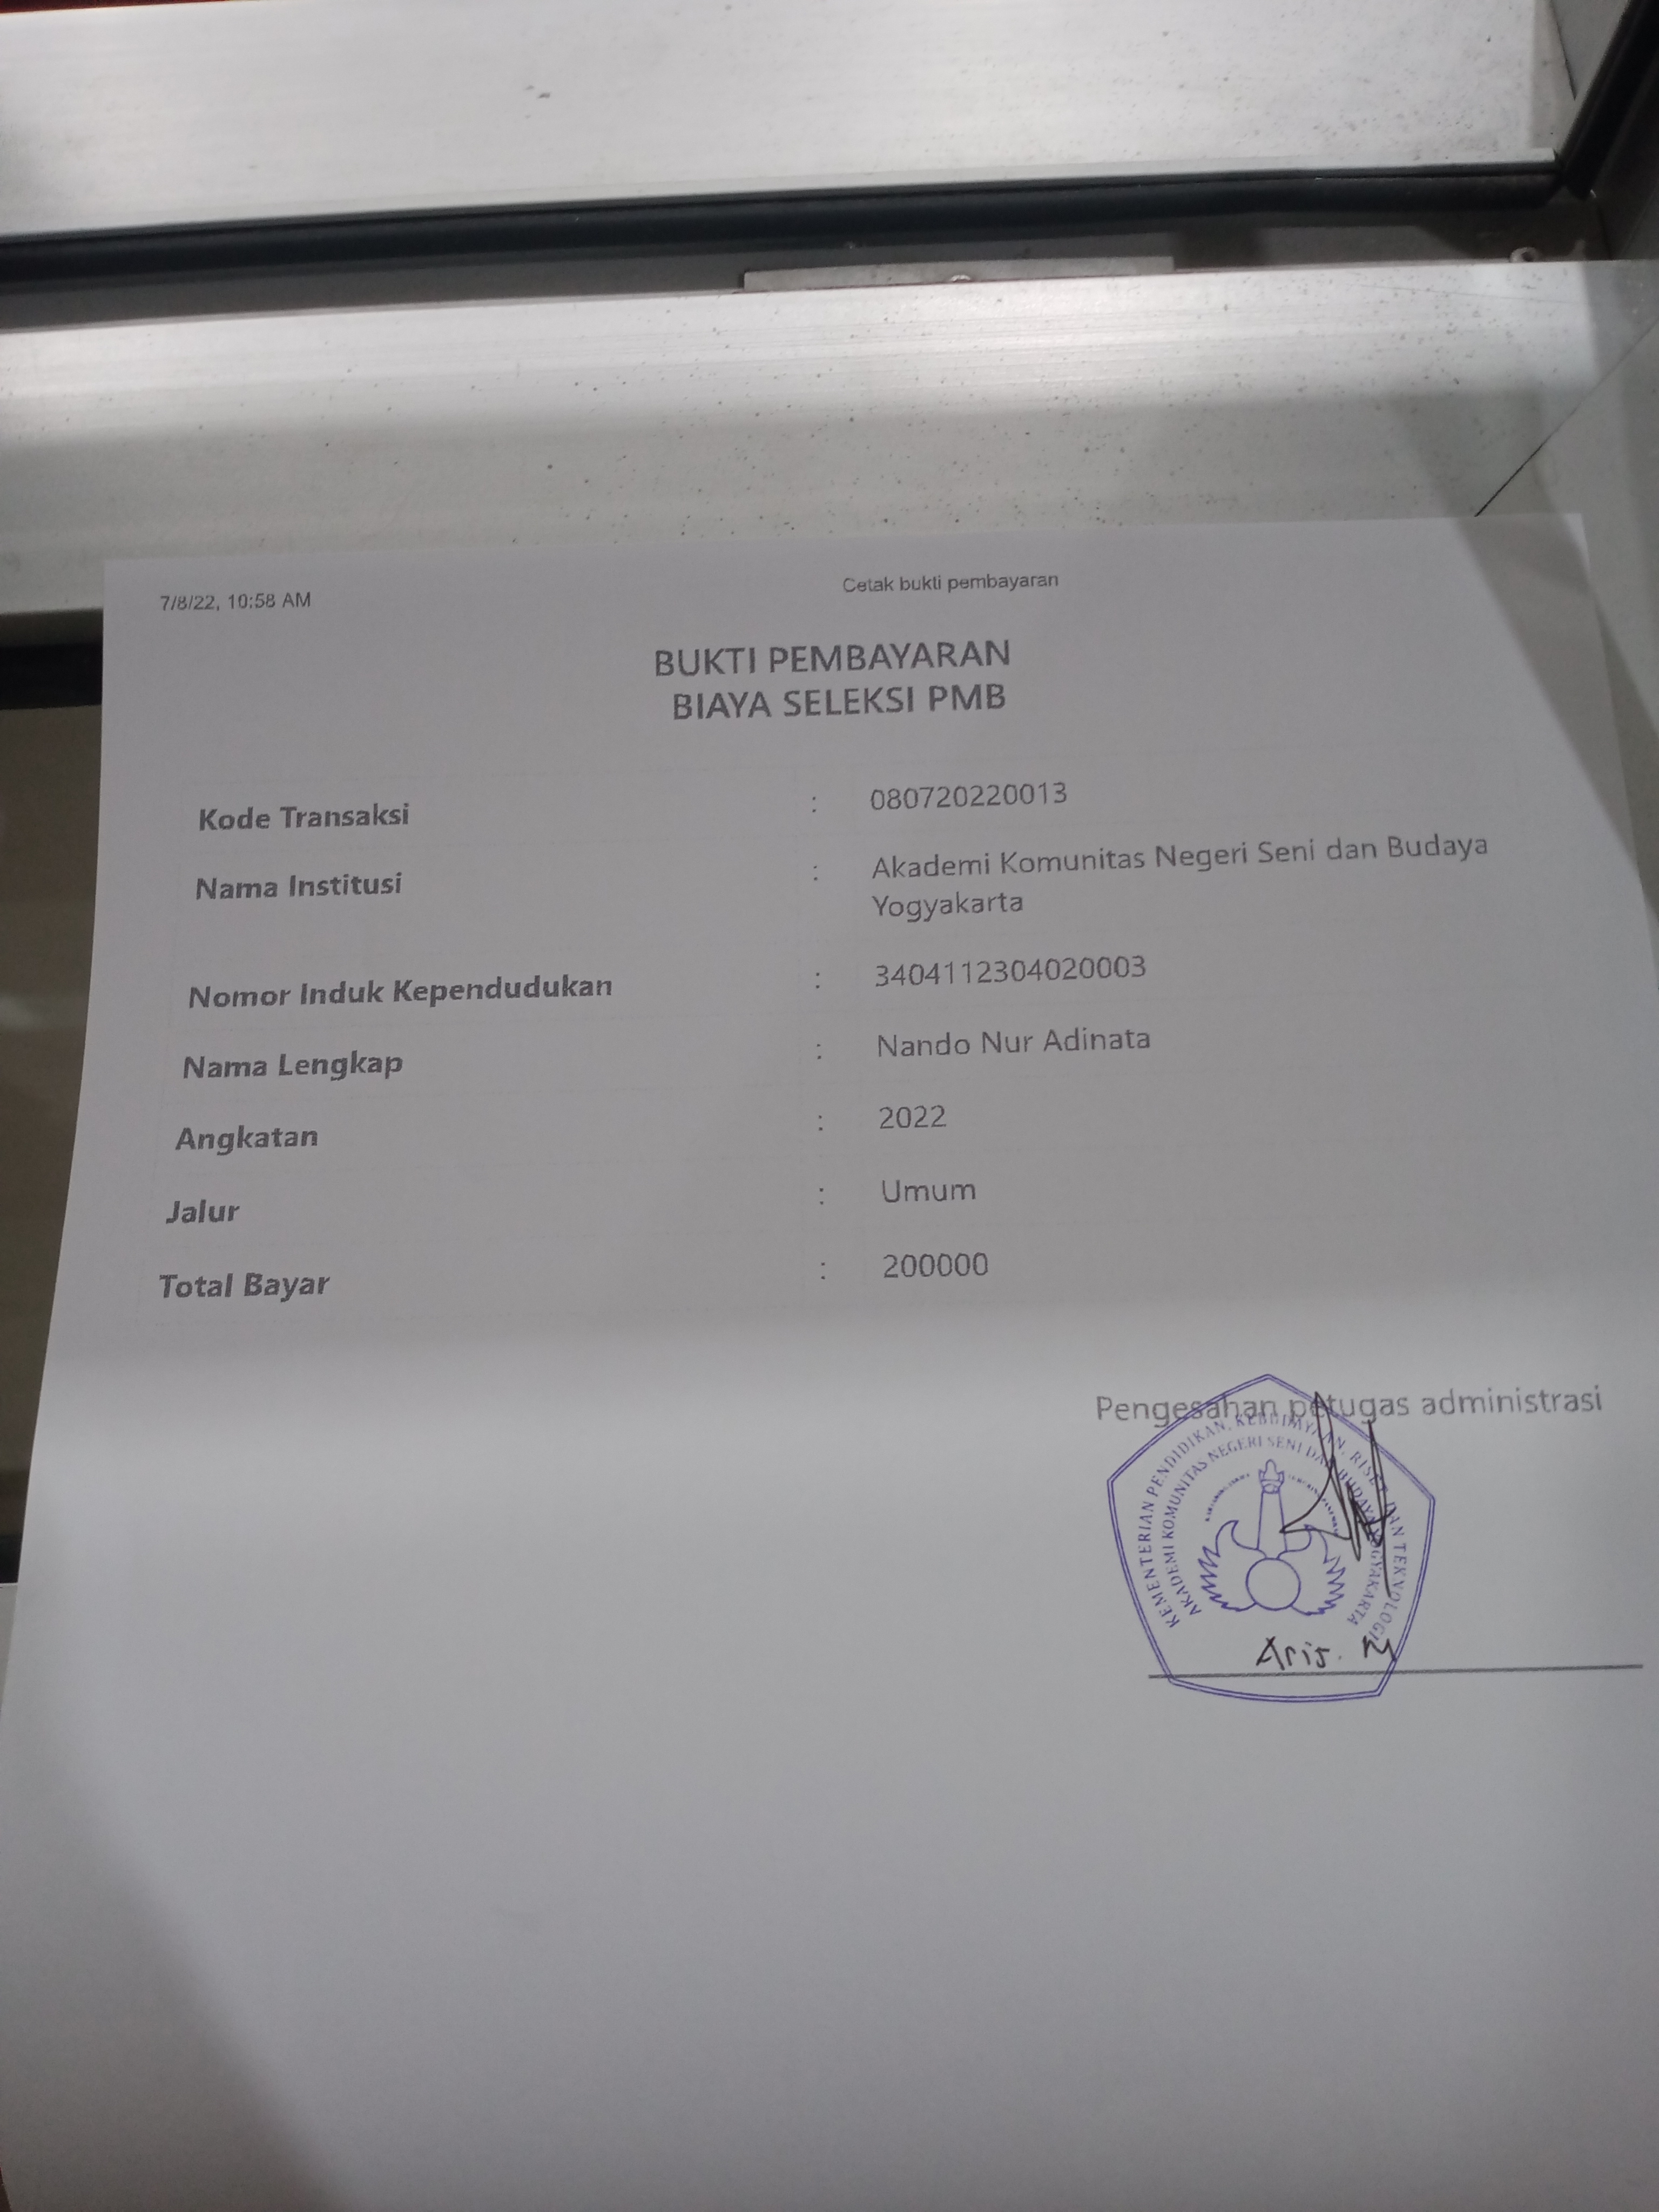 7/8/22, 10:58 AM
Cetak bukti pembayaran
BUKTI PEMBAYARAN
BIAYA SELEKSI PMB
Kode Transaksi : 080720220013
Nama Institusi : Akademi Komunitas Negeri Seni dan Budaya
Yogyakarta
Nomor Induk Kependudukan : 3404112304020003
Nama Lengkap : Nando Nur Adinata
Angkatan : 2022
Jalur : Umum
Total Bayar : 200000
Pengesahan petugas administrasi
KEMENTERIAN PENDIDIKAN, KEBUDAYAAN, RISET DAN TEKNOLOGI
AKADEMI KOMUNITAS NEGERI SENI DAN BUDAYA YOGYAKARTA
Aris. M